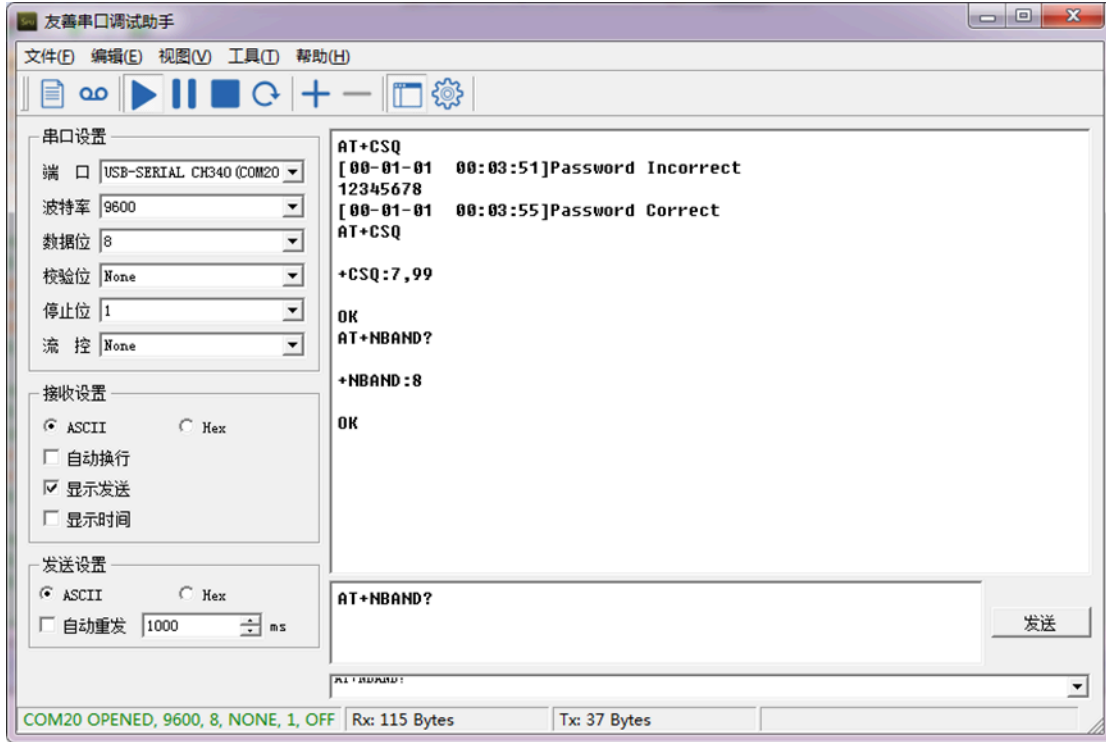 友善串口调试助手
文件(F) 编辑(E) 视图(V) 工具(T) 帮助(H)
串口设置
端 口 USB-SERIAL CH340 (COM20
波特率 9600
数据位 8
校验位 None
停止位 1
流 控 None
接收设置
ASCII Hex
自动换行
显示发送
显示时间
发送设置
ASCII Hex
自动重发 1000 ms
AT+CSQ
[00-01-01 00:03:51]Password Incorrect
12345678
[00-01-01 00:03:55]Password Correct
AT+CSQ
+CSQ:7,99
OK
AT+NBAND?
+NBAND:8
OK
AT+NBAND?
发送
AT+NBAND?
COM20 OPENED, 9600, 8, NONE, 1, OFF Rx: 115 Bytes Tx: 37 Bytes